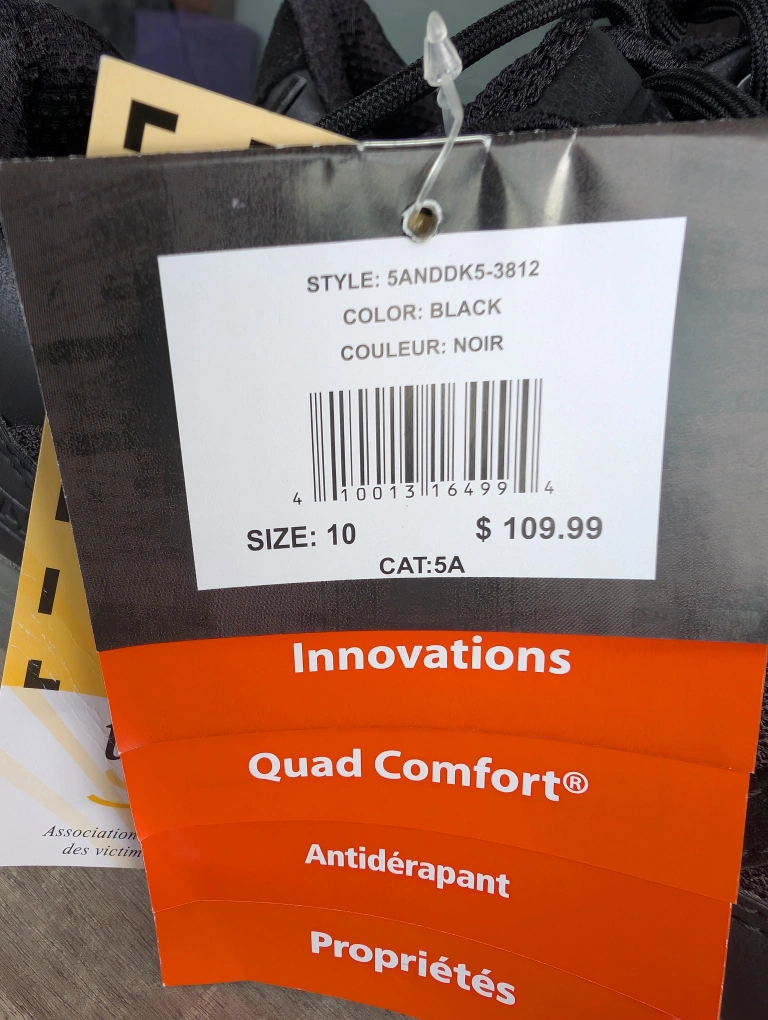 STYLE: 5ANDDK5-3812
COLOR: BLACK
COULEUR: NOIR
4 10013 16499 4
SIZE: 10
$ 109.99
CAT:5A
Innovations
Quad Comfort®
Antidérapant
Propriétés
Association
des victim